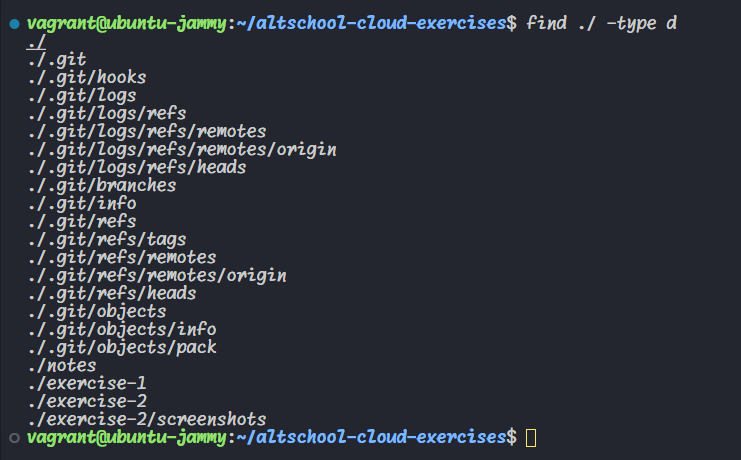 vagrant@ubuntu-jammy:~/altschool-cloud-exercises$ find ./ -type d
./
./.git
./.git/hooks
./.git/logs
./.git/logs/refs
./.git/logs/refs/remotes
./.git/logs/refs/remotes/origin
./.git/logs/refs/heads
./.git/branches
./.git/info
./.git/refs
./.git/refs/tags
./.git/refs/remotes
./.git/refs/remotes/origin
./.git/refs/heads
./.git/objects
./.git/objects/info
./.git/objects/pack
./notes
./exercise-1
./exercise-2
./exercise-2/screenshots
vagrant@ubuntu-jammy:~/altschool-cloud-exercises$